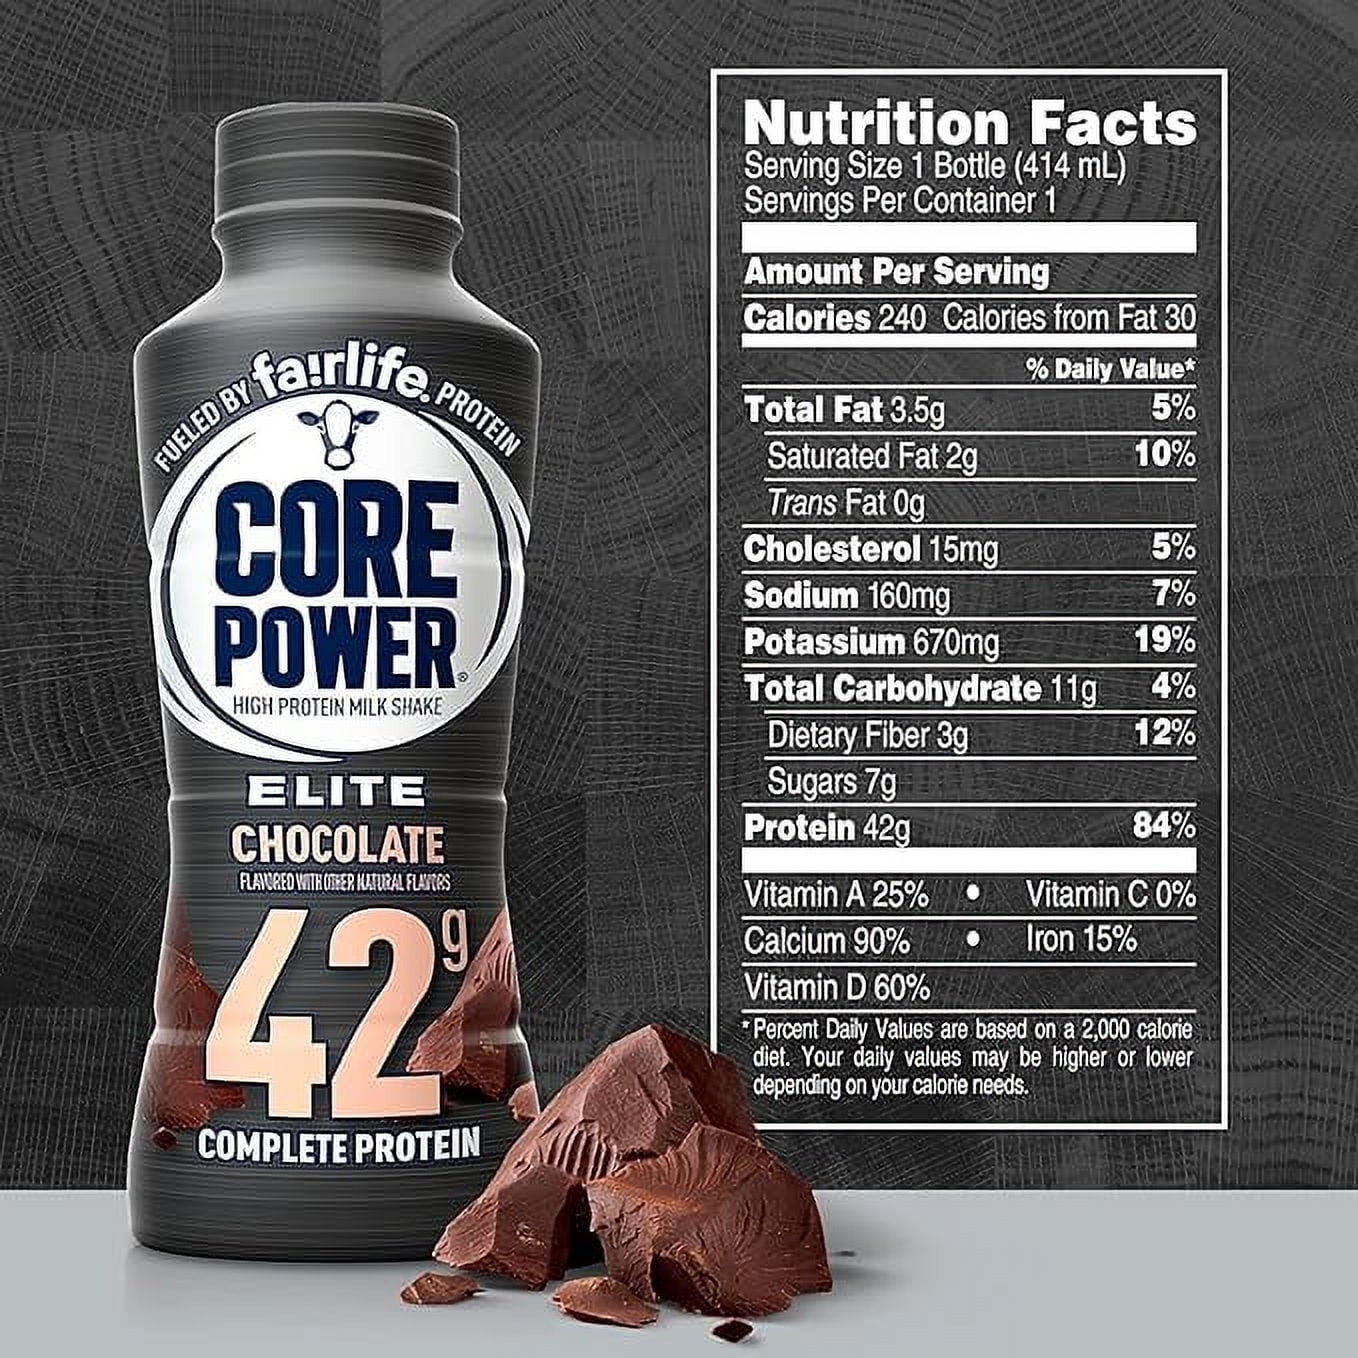 FUELED BY fa!rlife. PROTEIN
CORE
POWER®
HIGH PROTEIN MILK SHAKE
ELITE
CHOCOLATE
FLAVORED WITH OTHER NATURAL FLAVORS
42g
COMPLETE PROTEIN
Nutrition Facts
Serving Size 1 Bottle (414 mL)
Servings Per Container 1
Amount Per Serving
Calories 240 Calories from Fat 30
% Daily Value*
Total Fat 3.5g 5%
Saturated Fat 2g 10%
Trans Fat 0g
Cholesterol 15mg 5%
Sodium 160mg 7%
Potassium 670mg 19%
Total Carbohydrate 11g 4%
Dietary Fiber 3g 12%
Sugars 7g
Protein 42g 84%
Vitamin A 25% • Vitamin C 0%
Calcium 90% • Iron 15%
Vitamin D 60%
* Percent Daily Values are based on a 2,000 calorie
diet. Your daily values may be higher or lower
depending on your calorie needs.